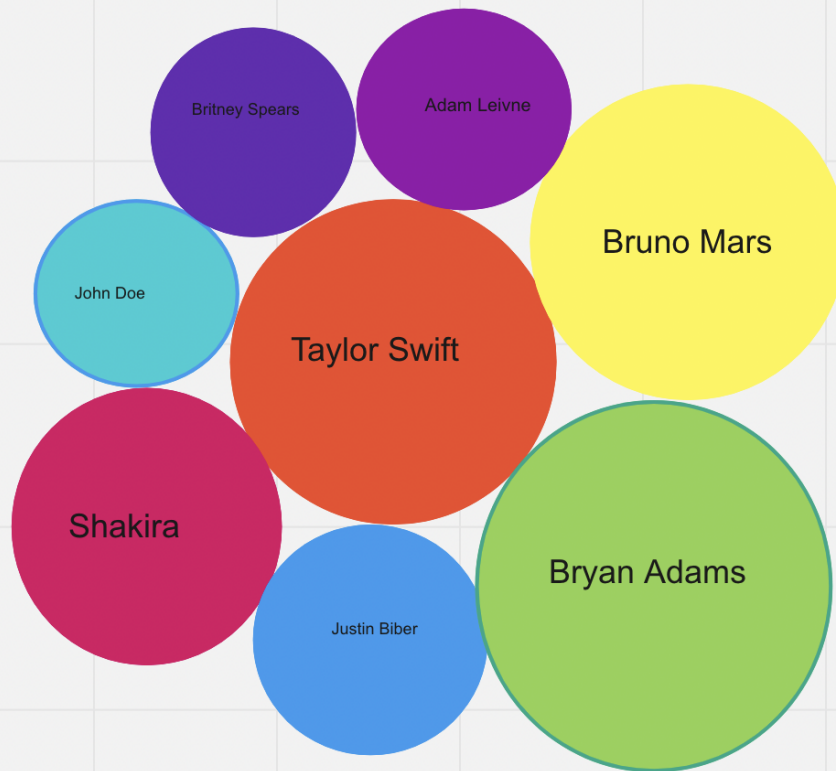 Britney Spears
Adam Leivne
Bruno Mars
John Doe
Taylor Swift
Shakira
Bryan Adams
Justin Biber